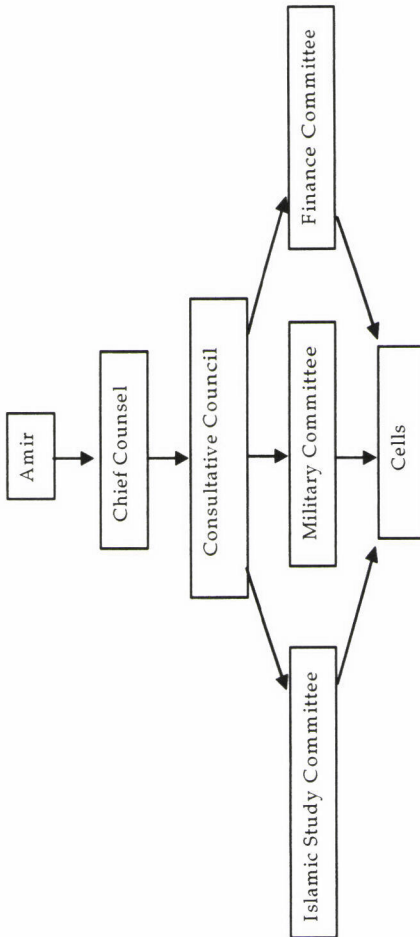 Amir
Chief Counsel
Consultative Council
Islamic Study Committee
Military Committee
Finance Committee
Cells